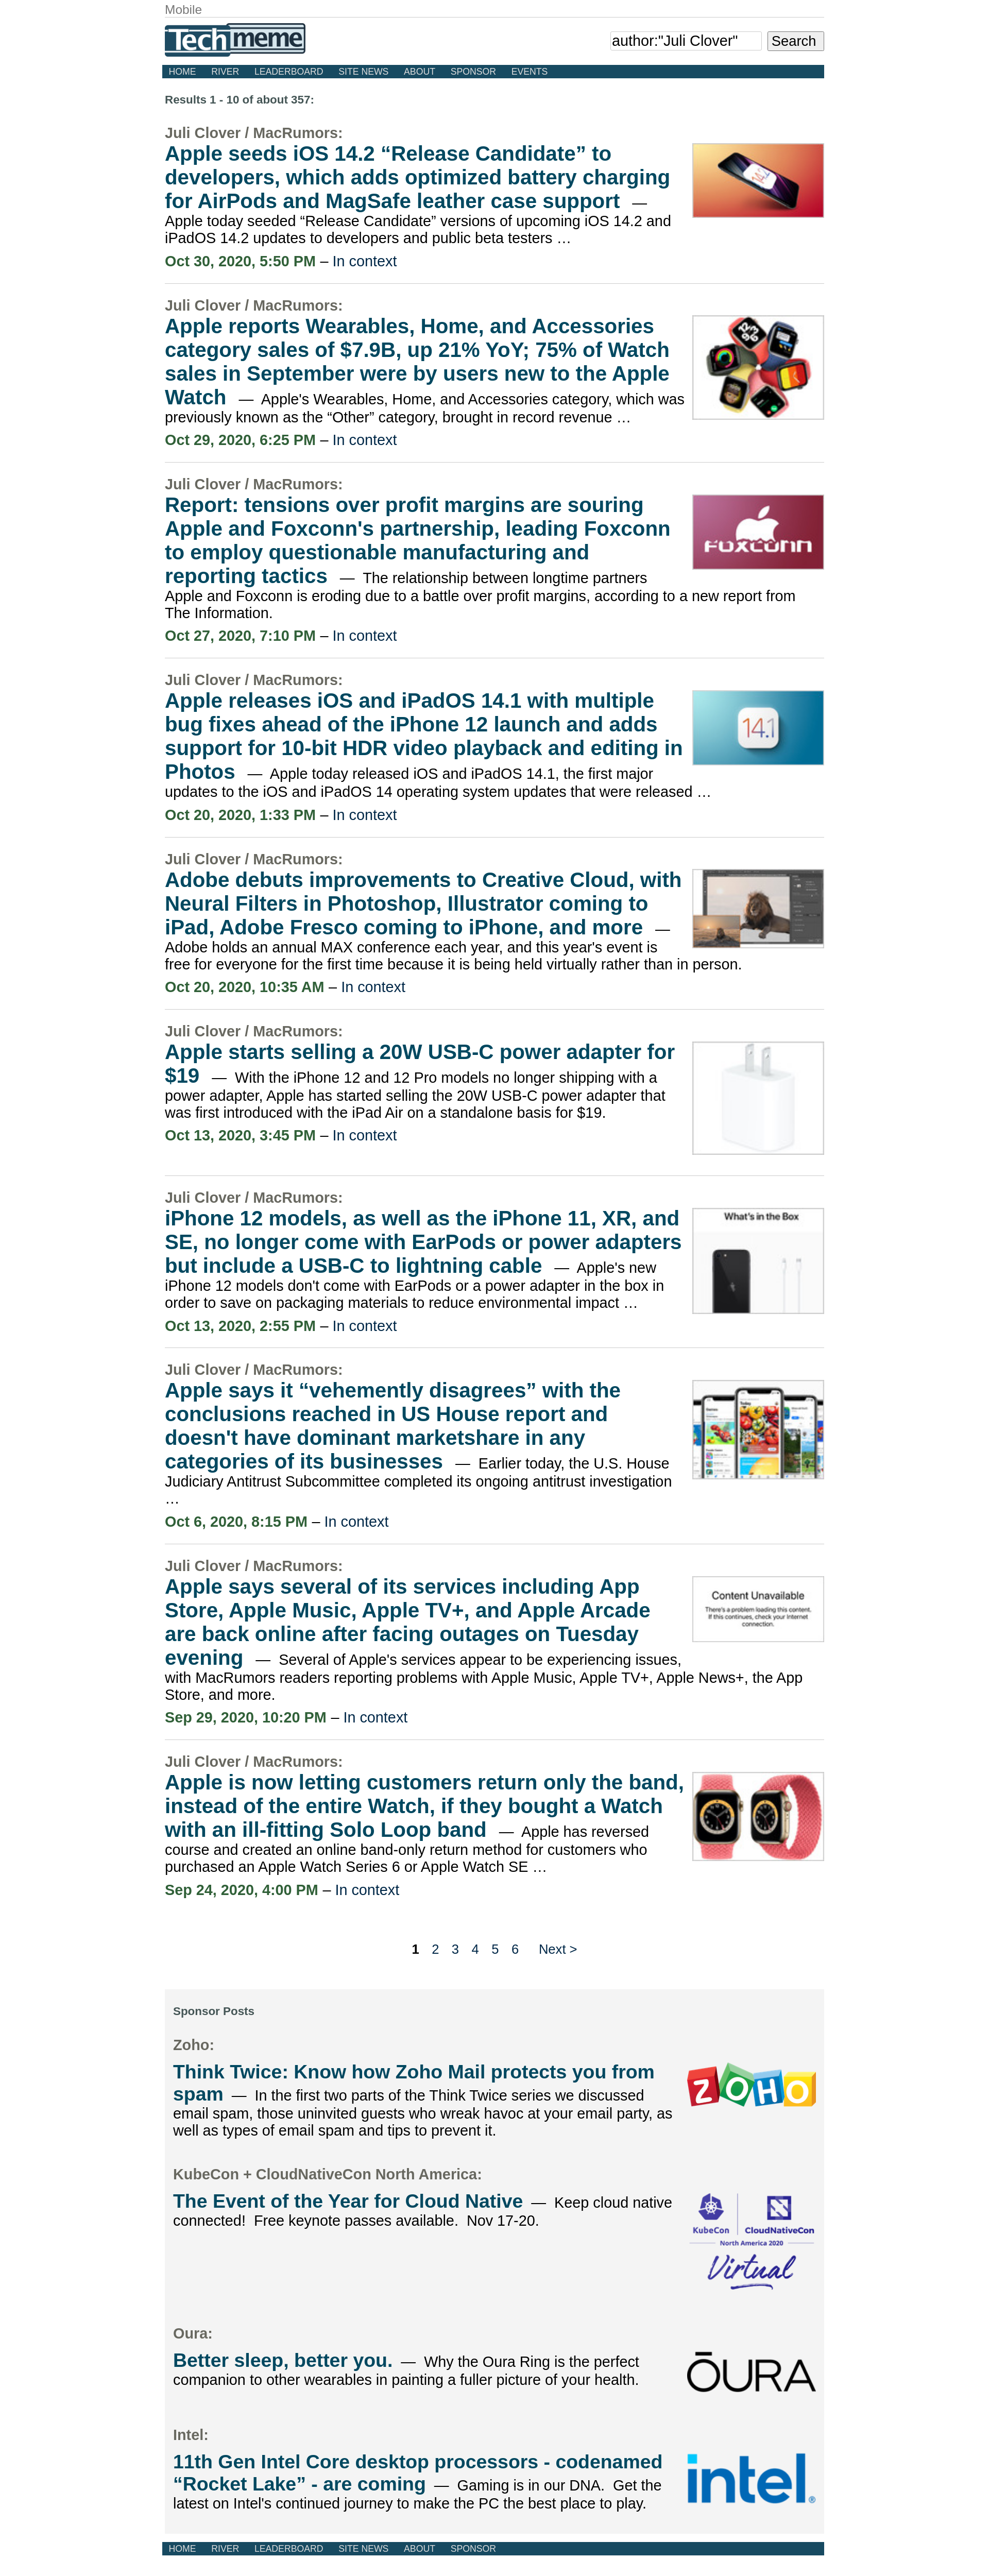 Mobile
Techmeme
author:"Juli Clover"
Search
HOME RIVER LEADERBOARD SITE NEWS ABOUT SPONSOR EVENTS
Results 1 - 10 of about 357:
Juli Clover / MacRumors:
Apple seeds iOS 14.2 “Release Candidate” to
developers, which adds optimized battery charging
for AirPods and MagSafe leather case support —
Apple today seeded “Release Candidate” versions of upcoming iOS 14.2 and
iPadOS 14.2 updates to developers and public beta testers …
Oct 30, 2020, 5:50 PM – In context
Juli Clover / MacRumors:
Apple reports Wearables, Home, and Accessories
category sales of $7.9B, up 21% YoY; 75% of Watch
sales in September were by users new to the Apple
Watch — Apple's Wearables, Home, and Accessories category, which was
previously known as the “Other” category, brought in record revenue …
Oct 29, 2020, 6:25 PM – In context
Juli Clover / MacRumors:
Report: tensions over profit margins are souring
Apple and Foxconn's partnership, leading Foxconn
to employ questionable manufacturing and
reporting tactics — The relationship between longtime partners
Apple and Foxconn is eroding due to a battle over profit margins, according to a new report from
The Information.
FOXCONN
Oct 27, 2020, 7:10 PM – In context
Juli Clover / MacRumors:
Apple releases iOS and iPadOS 14.1 with multiple
bug fixes ahead of the iPhone 12 launch and adds
support for 10-bit HDR video playback and editing in
Photos — Apple today released iOS and iPadOS 14.1, the first major
updates to the iOS and iPadOS 14 operating system updates that were released …
14.1
Oct 20, 2020, 1:33 PM – In context
Juli Clover / MacRumors:
Adobe debuts improvements to Creative Cloud, with
Neural Filters in Photoshop, Illustrator coming to
iPad, Adobe Fresco coming to iPhone, and more —
Adobe holds an annual MAX conference each year, and this year's event is
free for everyone for the first time because it is being held virtually rather than in person.
Oct 20, 2020, 10:35 AM – In context
Juli Clover / MacRumors:
Apple starts selling a 20W USB-C power adapter for
$19 — With the iPhone 12 and 12 Pro models no longer shipping with a
power adapter, Apple has started selling the 20W USB-C power adapter that
was first introduced with the iPad Air on a standalone basis for $19.
Oct 13, 2020, 3:45 PM – In context
Juli Clover / MacRumors:
iPhone 12 models, as well as the iPhone 11, XR, and
SE, no longer come with EarPods or power adapters
but include a USB-C to lightning cable — Apple's new
iPhone 12 models don't come with EarPods or a power adapter in the box in
order to save on packaging materials to reduce environmental impact …
What's in the Box
Oct 13, 2020, 2:55 PM – In context
Juli Clover / MacRumors:
Apple says it “vehemently disagrees” with the
conclusions reached in US House report and
doesn't have dominant marketshare in any
categories of its businesses — Earlier today, the U.S. House
Judiciary Antitrust Subcommittee completed its ongoing antitrust investigation
…
Oct 6, 2020, 8:15 PM – In context
Juli Clover / MacRumors:
Apple says several of its services including App
Store, Apple Music, Apple TV+, and Apple Arcade
are back online after facing outages on Tuesday
evening — Several of Apple's services appear to be experiencing issues,
with MacRumors readers reporting problems with Apple Music, Apple TV+, Apple News+, the App
Store, and more.
Content Unavailable
There's a problem loading this content.
If this continues, check your Internet
connection.
Sep 29, 2020, 10:20 PM – In context
Juli Clover / MacRumors:
Apple is now letting customers return only the band,
instead of the entire Watch, if they bought a Watch
with an ill-fitting Solo Loop band — Apple has reversed
course and created an online band-only return method for customers who
purchased an Apple Watch Series 6 or Apple Watch SE …
Sep 24, 2020, 4:00 PM – In context
1 2 3 4 5 6 Next >
Sponsor Posts
Zoho:
Think Twice: Know how Zoho Mail protects you from
spam — In the first two parts of the Think Twice series we discussed
email spam, those uninvited guests who wreak havoc at your email party, as
well as types of email spam and tips to prevent it.
ZOHO
KubeCon + CloudNativeCon North America:
The Event of the Year for Cloud Native — Keep cloud native
connected! Free keynote passes available. Nov 17-20.
KubeCon CloudNativeCon
North America 2020
Virtual
Oura:
Better sleep, better you. — Why the Oura Ring is the perfect
companion to other wearables in painting a fuller picture of your health.
ŌURA
Intel:
11th Gen Intel Core desktop processors - codenamed
“Rocket Lake” - are coming — Gaming is in our DNA. Get the
latest on Intel's continued journey to make the PC the best place to play.
intel®
HOME RIVER LEADERBOARD SITE NEWS ABOUT SPONSOR